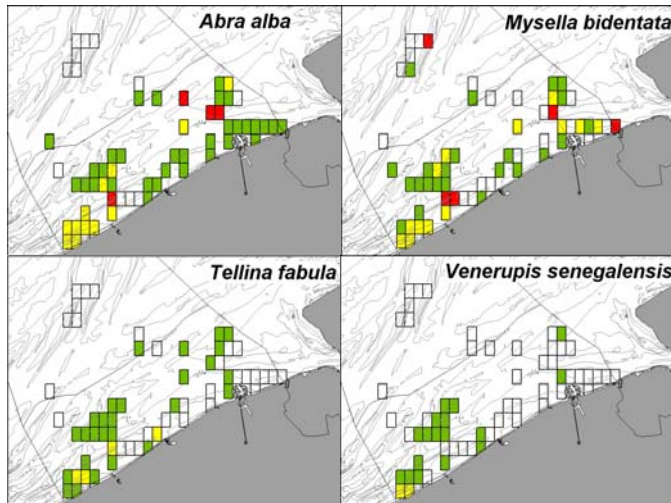 Abra alba
Mysella bidentata
Tellina fabula
Venerupis senegalensis